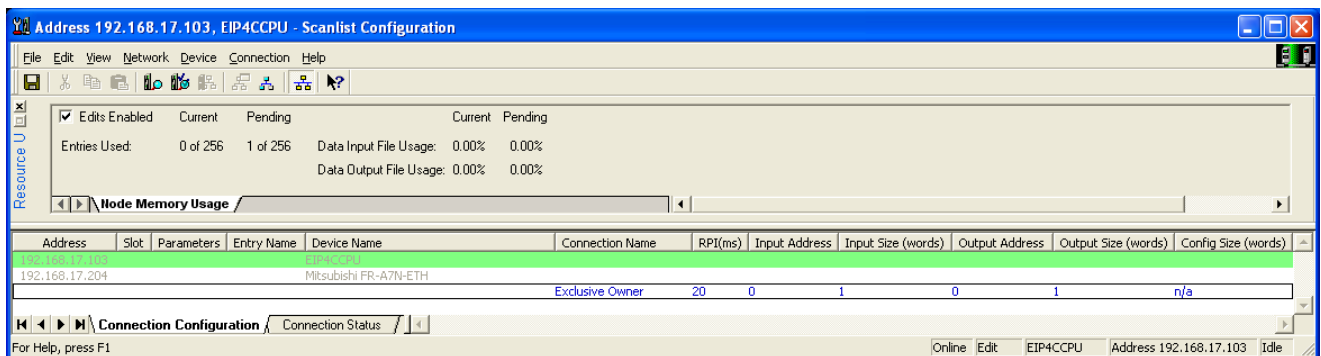 Address 192.168.17.103, EIP4CCPU - Scanlist Configuration
File Edit View Network Device Connection Help
Resource U
Edits Enabled Current Pending Current Pending
Entries Used: 0 of 256 1 of 256 Data Input File Usage: 0.00% 0.00%
Data Output File Usage: 0.00% 0.00%
Node Memory Usage
Address Slot Parameters Entry Name Device Name Connection Name RPI(ms) Input Address Input Size (words) Output Address Output Size (words) Config Size (words)
192.168.17.103 EIP4CCPU
192.168.17.204 Mitsubishi FR-A7N-ETH
Exclusive Owner 20 0 1 0 1 n/a
Connection Configuration Connection Status
For Help, press F1 Online Edit EIP4CCPU Address 192.168.17.103 Idle